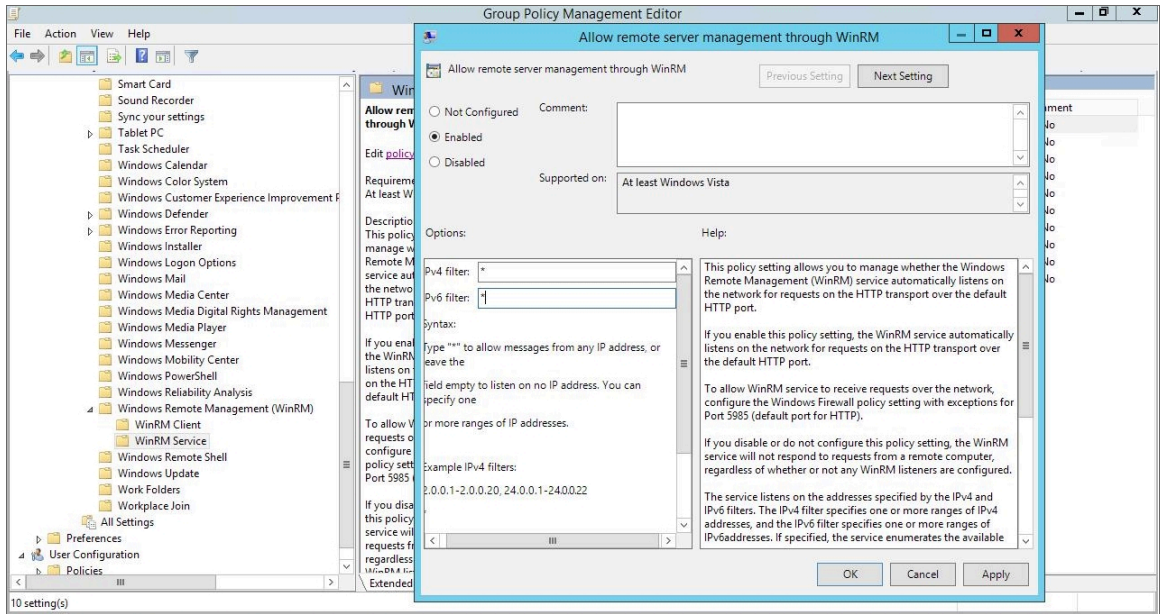 Group Policy Management Editor
File Action View Help
Smart Card
Sound Recorder
Sync your settings
Tablet PC
Task Scheduler
Windows Calendar
Windows Color System
Windows Customer Experience Improvement P
Windows Defender
Windows Error Reporting
Windows Installer
Windows Logon Options
Windows Mail
Windows Media Center
Windows Media Digital Rights Management
Windows Media Player
Windows Messenger
Windows Mobility Center
Windows PowerShell
Windows Reliability Analysis
Windows Remote Management (WinRM)
WinRM Client
WinRM Service
Windows Remote Shell
Windows Update
Work Folders
Workplace Join
All Settings
Preferences
User Configuration
Policies
10 setting(s)
Win
Allow rem
through W
Edit policy
Requireme
At least W
Descriptio
This policy
manage w
Remote M
service aut
the netwo
HTTP tran
HTTP port
If you enal
the WinRM
listens on
on the HT
default HT
To allow W
requests o
configure
policy sett
Port 5985
If you disa
this policy
service wil
requests fr
regardless
Extended
Allow remote server management through WinRM
Allow remote server management through WinRM
Previous Setting Next Setting
Not Configured
Enabled
Disabled
Comment:
Supported on:
At least Windows Vista
Options:
Help:
Pv4 filter: *
Pv6 filter: *
Syntax:
Type "*" to allow messages from any IP address, or
leave the
field empty to listen on no IP address. You can
specify one
or more ranges of IP addresses.
Example IPv4 filters:
2.0.0.1-2.0.0.20, 24.0.0.1-24.0.0.22
*
This policy setting allows you to manage whether the Windows
Remote Management (WinRM) service automatically listens on
the network for requests on the HTTP transport over the default
HTTP port.
If you enable this policy setting, the WinRM service automatically
listens on the network for requests on the HTTP transport over
the default HTTP port.
To allow WinRM service to receive requests over the network,
configure the Windows Firewall policy setting with exceptions for
Port 5985 (default port for HTTP).
If you disable or do not configure this policy setting, the WinRM
service will not respond to requests from a remote computer,
regardless of whether or not any WinRM listeners are configured.
The service listens on the addresses specified by the IPv4 and
IPv6 filters. The IPv4 filter specifies one or more ranges of IPv4
addresses, and the IPv6 filter specifies one or more ranges of
IPv6addresses. If specified, the service enumerates the available
OK Cancel Apply
mment
No
No
No
No
No
No
No
No
No
No